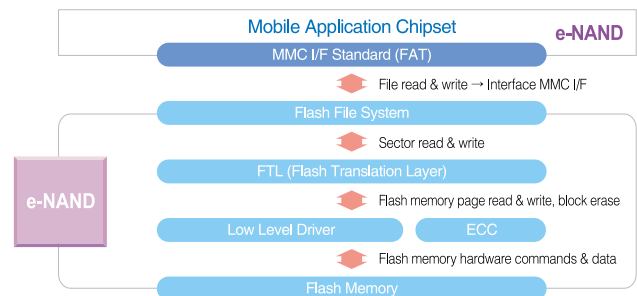 Mobile Application Chipset
e-NAND
MMC I/F Standard (FAT)
File read & write → Interface MMC I/F
Flash File System
Sector read & write
FTL (Flash Translation Layer)
e-NAND
Flash memory page read & write, block erase
Low Level Driver
ECC
Flash memory hardware commands & data
Flash Memory